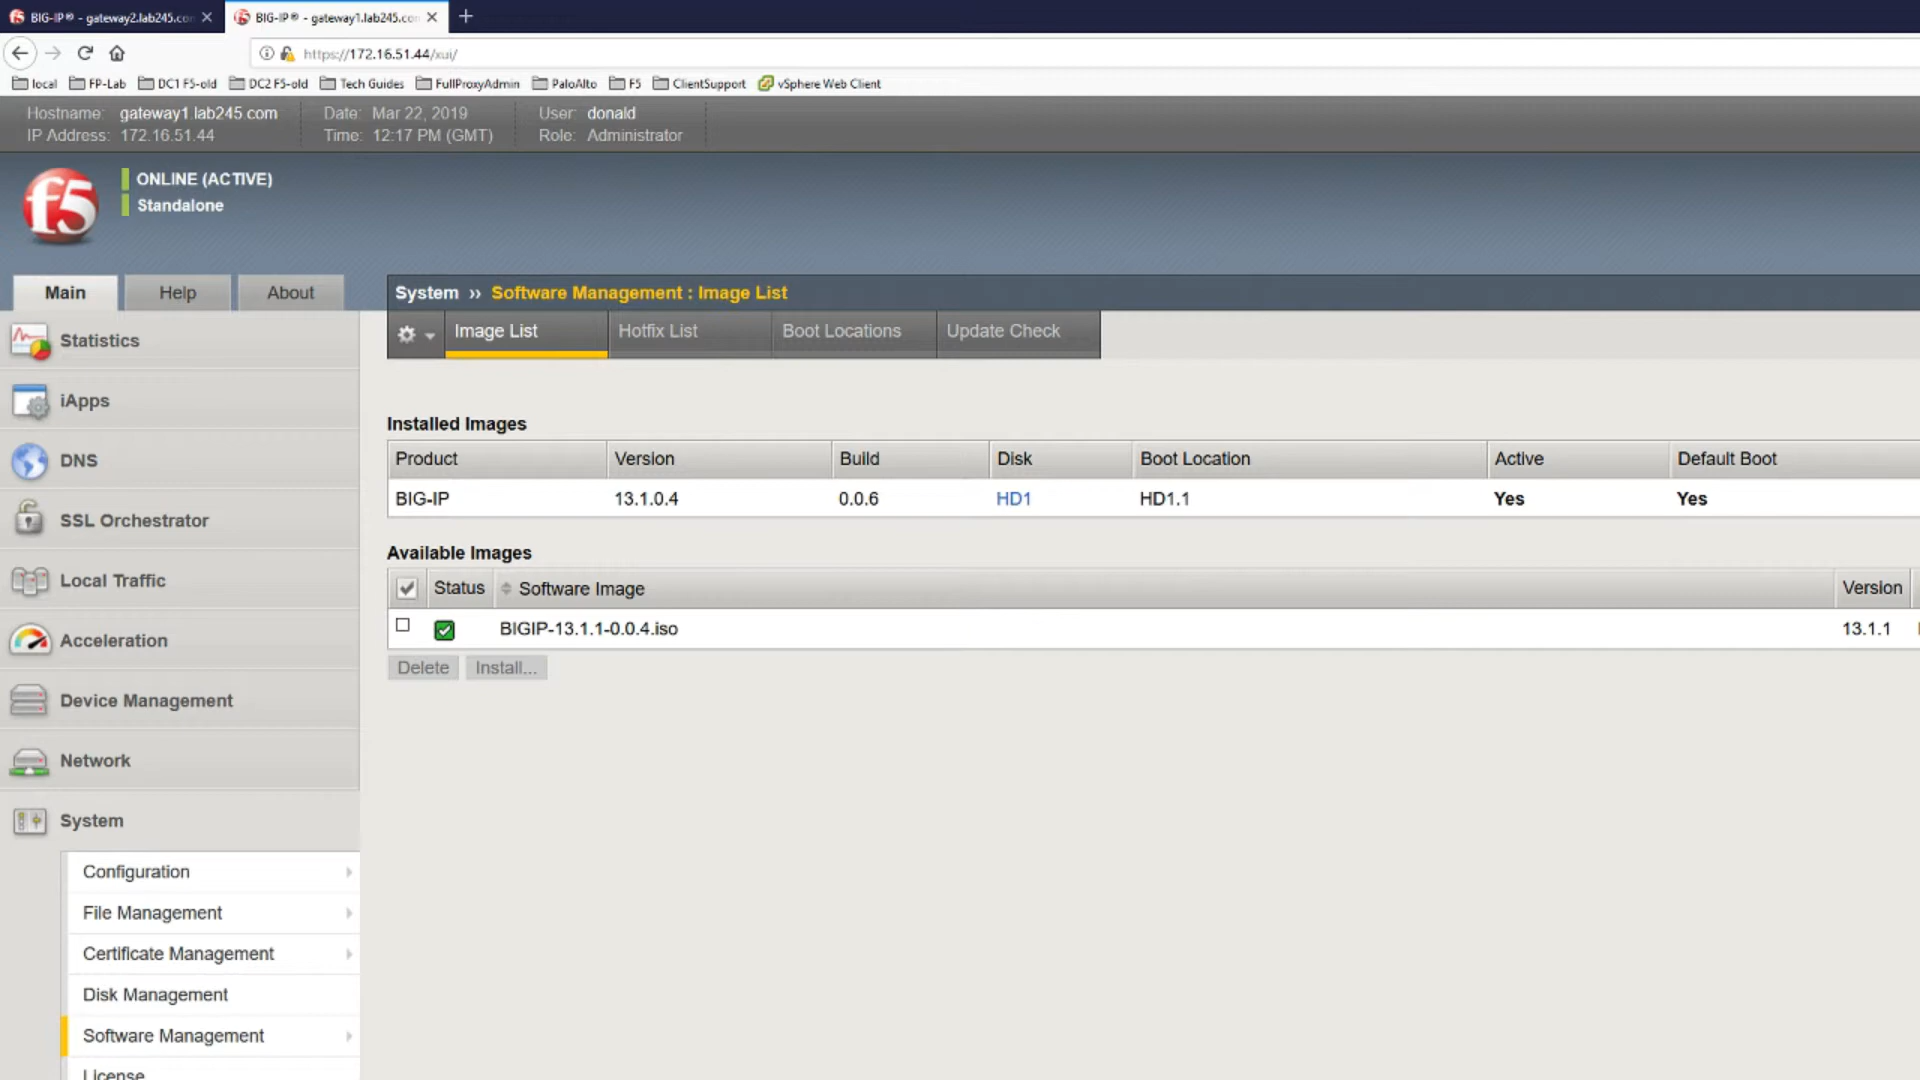 BIG-IP® - gateway2.lab245.co
BIG-IP® - gateway1.lab245.co
https://172.16.51.44/xui/
local FP-Lab DC1 F5-old DC2 F5-old Tech Guides FullProxyAdmin PaloAlto F5 ClientSupport vSphere Web Client
Hostname: gateway1.lab245.com Date: Mar 22, 2019 User: donald
IP Address: 172.16.51.44 Time: 12:17 PM (GMT) Role: Administrator
f5
ONLINE (ACTIVE)
Standalone
Main Help About
System » Software Management : Image List
Image List Hotfix List Boot Locations Update Check
Statistics
iApps
DNS
SSL Orchestrator
Local Traffic
Acceleration
Device Management
Network
System
Configuration
File Management
Certificate Management
Disk Management
Software Management
License
Installed Images
Product Version Build Disk Boot Location Active Default Boot
BIG-IP 13.1.0.4 0.0.6 HD1 HD1.1 Yes Yes
Available Images
Status Software Image Version
BIGIP-13.1.1-0.0.4.iso 13.1.1
Delete Install...